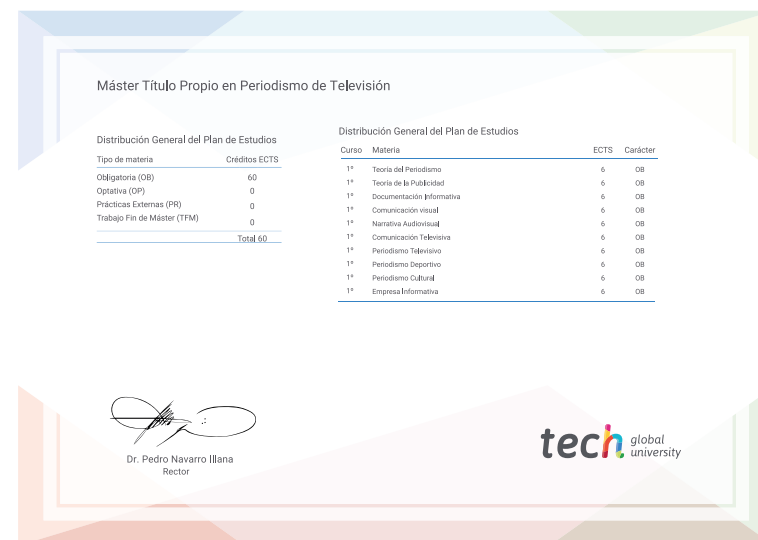 Máster Título Propio en Periodismo de Televisión
Distribución General del Plan de Estudios
Tipo de materia Créditos ECTS
Obligatoria (OB) 60
Optativa (OP) 0
Prácticas Externas (PR) 0
Trabajo Fin de Máster (TFM) 0
Total 60
Distribución General del Plan de Estudios
Curso Materia ECTS Carácter
1º Teoría del Periodismo 6 OB
1º Teoría de la Publicidad 6 OB
1º Documentación Informativa 6 OB
1º Comunicación visual 6 OB
1º Narrativa Audiovisual 6 OB
1º Comunicación Televisiva 6 OB
1º Periodismo Televisivo 6 OB
1º Periodismo Deportivo 6 OB
1º Periodismo Cultural 6 OB
1º Empresa Informativa 6 OB
Dr. Pedro Navarro Illana
Rector
tech global
university